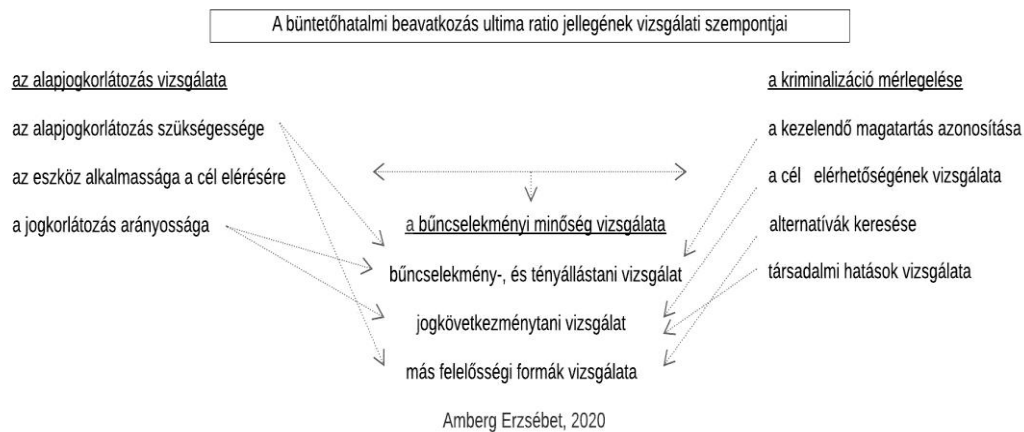 A büntetőhatalmi beavatkozás ultima ratio jellegének vizsgálati szempontjai
az alapjogkorlátozás vizsgálata
az alapjogkorlátozás szükségessége
az eszköz alkalmassága a cél elérésére
a jogkorlátozás arányossága
a bűncselekményi minőség vizsgálata
bűncselekmény-, és tényállástani vizsgálat
jogkövetkezménytani vizsgálat
más felelősségi formák vizsgálata
a kriminalizáció mérlegelése
a kezelendő magatartás azonosítása
a cél elérhetőségének vizsgálata
alternatívák keresése
társadalmi hatások vizsgálata
Amberg Erzsébet, 2020